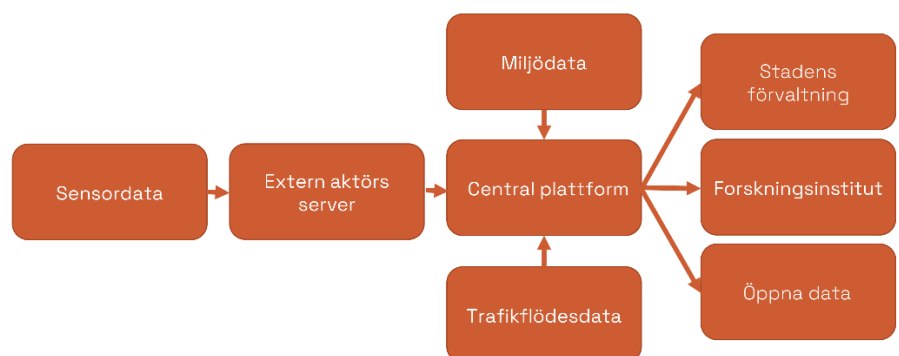 Miljödata
Stadens
förvaltning
Sensordata
Extern aktörs
server
Central plattform
Forskningsinstitut
Trafikflödesdata
Öppna data